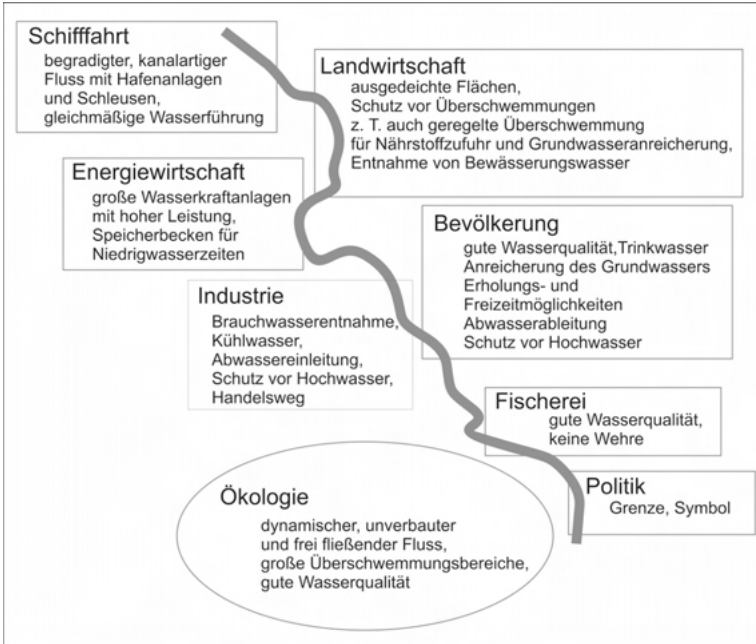 Schifffahrt
begradigter, kanalartiger
Fluss mit Hafenanlagen
und Schleusen,
gleichmäßige Wasserführung
Landwirtschaft
ausgedeichte Flächen,
Schutz vor Überschwemmungen
z. T. auch geregelte Überschwemmung
für Nährstoffzufuhr und Grundwasseranreicherung,
Entnahme von Bewässerungswasser
Energiewirtschaft
große Wasserkraftanlagen
mit hoher Leistung,
Speicherbecken für
Niedrigwasserzeiten
Bevölkerung
gute Wasserqualität,Trinkwasser
Anreicherung des Grundwassers
Erholungs- und
Freizeitmöglichkeiten
Abwasserableitung
Schutz vor Hochwasser
Industrie
Brauchwasserentnahme,
Kühlwasser,
Abwassereinleitung,
Schutz vor Hochwasser,
Handelsweg
Fischerei
gute Wasserqualität,
keine Wehre
Politik
Grenze, Symbol
Ökologie
dynamischer, unverbauter
und frei fließender Fluss,
große Überschwemmungsbereiche,
gute Wasserqualität